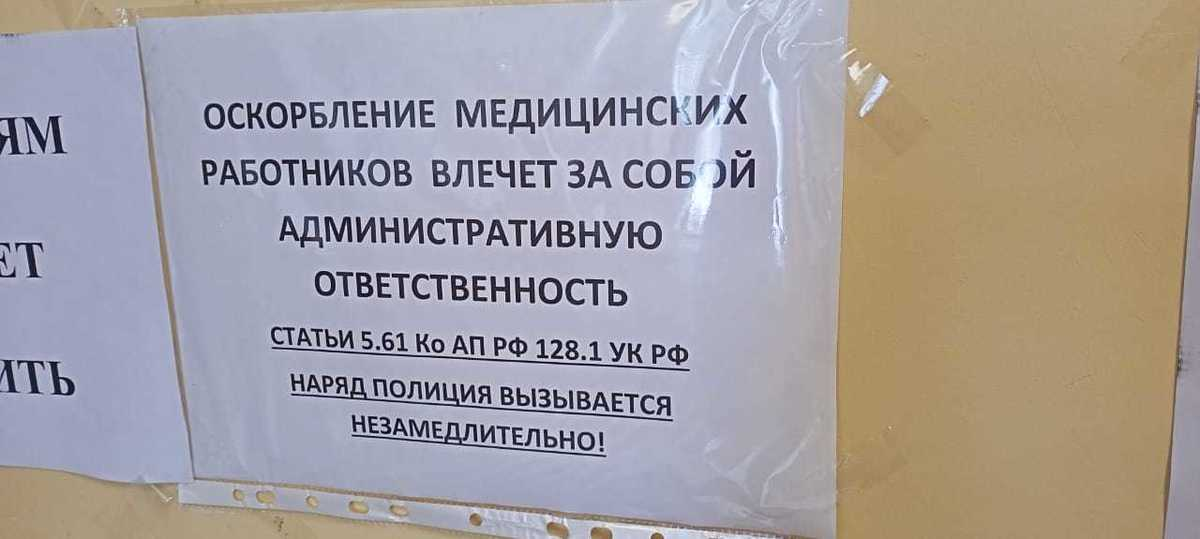 ОСКОРБЛЕНИЕ МЕДИЦИНСКИХ
РАБОТНИКОВ ВЛЕЧЕТ ЗА СОБОЙ
АДМИНИСТРАТИВНУЮ
ОТВЕТСТВЕННОСТЬ
СТАТЬИ 5.61 Ко АП РФ 128.1 УК РФ
НАРЯД ПОЛИЦИЯ ВЫЗЫВАЕТСЯ
НЕЗАМЕДЛИТЕЛЬНО!